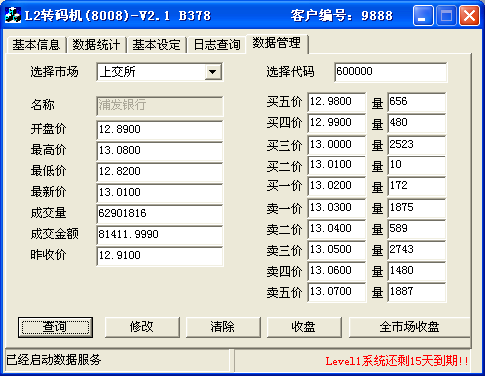 L2转码机(8008)-V2.1 B378 客户编号：9888
基本信息 数据统计 基本设定 日志查询 数据管理
选择市场 上交所 选择代码 600000
名称 浦发银行
开盘价 12.8900
最高价 13.0800
最低价 12.8200
最新价 13.0100
成交量 62901816
成交金额 81411.9990
昨收价 12.9100
买五价 12.9800 量 656
买四价 12.9900 量 480
买三价 13.0000 量 2523
买二价 13.0100 量 10
买一价 13.0200 量 172
卖一价 13.0300 量 1875
卖二价 13.0400 量 589
卖三价 13.0500 量 2743
卖四价 13.0600 量 1480
卖五价 13.0700 量 1887
查询 修改 清除 收盘 全市场收盘
已经启动数据服务 Level1系统还剩15天到期!!